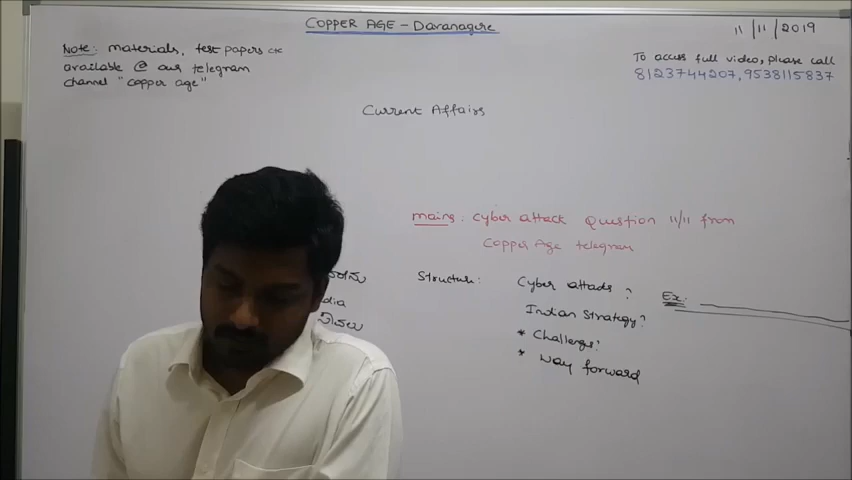 COPPER AGE - Davanagere
11/11/2019
Note: materials, test papers etc
available @ our telegram
channel "copper age"
To access full video, please call
8123744207, 9538115837
Current Affairs
mains: Cyber attack Question 11/11 from
Copper Age telegram
Structure: Cyber attacks?
Ex:
Indian Strategy?
* Challenges?
* way forward
dia